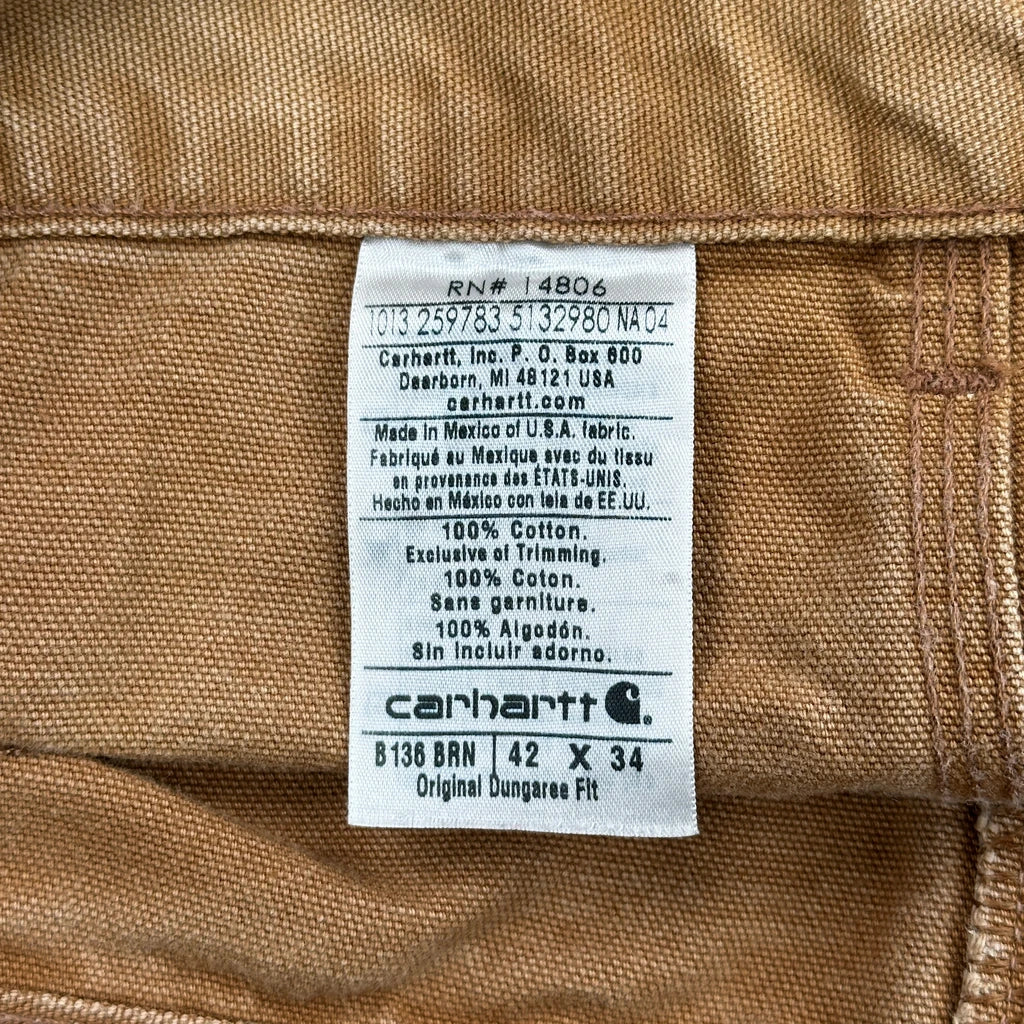 RN# 14806
1013 259783 5132980 NA04
Carhartt, Inc. P. O. Box 600
Dearborn, MI 48121 USA
carhartt.com
Made in Mexico of U.S.A. fabric.
Fabriqué au Mexique avec du tissu
en provenance des ÉTATS-UNIS.
Hecho en México con tela de EE.UU.
100% Cotton.
Exclusive of Trimming.
100% Coton.
Sans garniture.
100% Algodón.
Sin incluir adorno.
carhartt
B136 BRN 42 X 34
Original Dungaree Fit